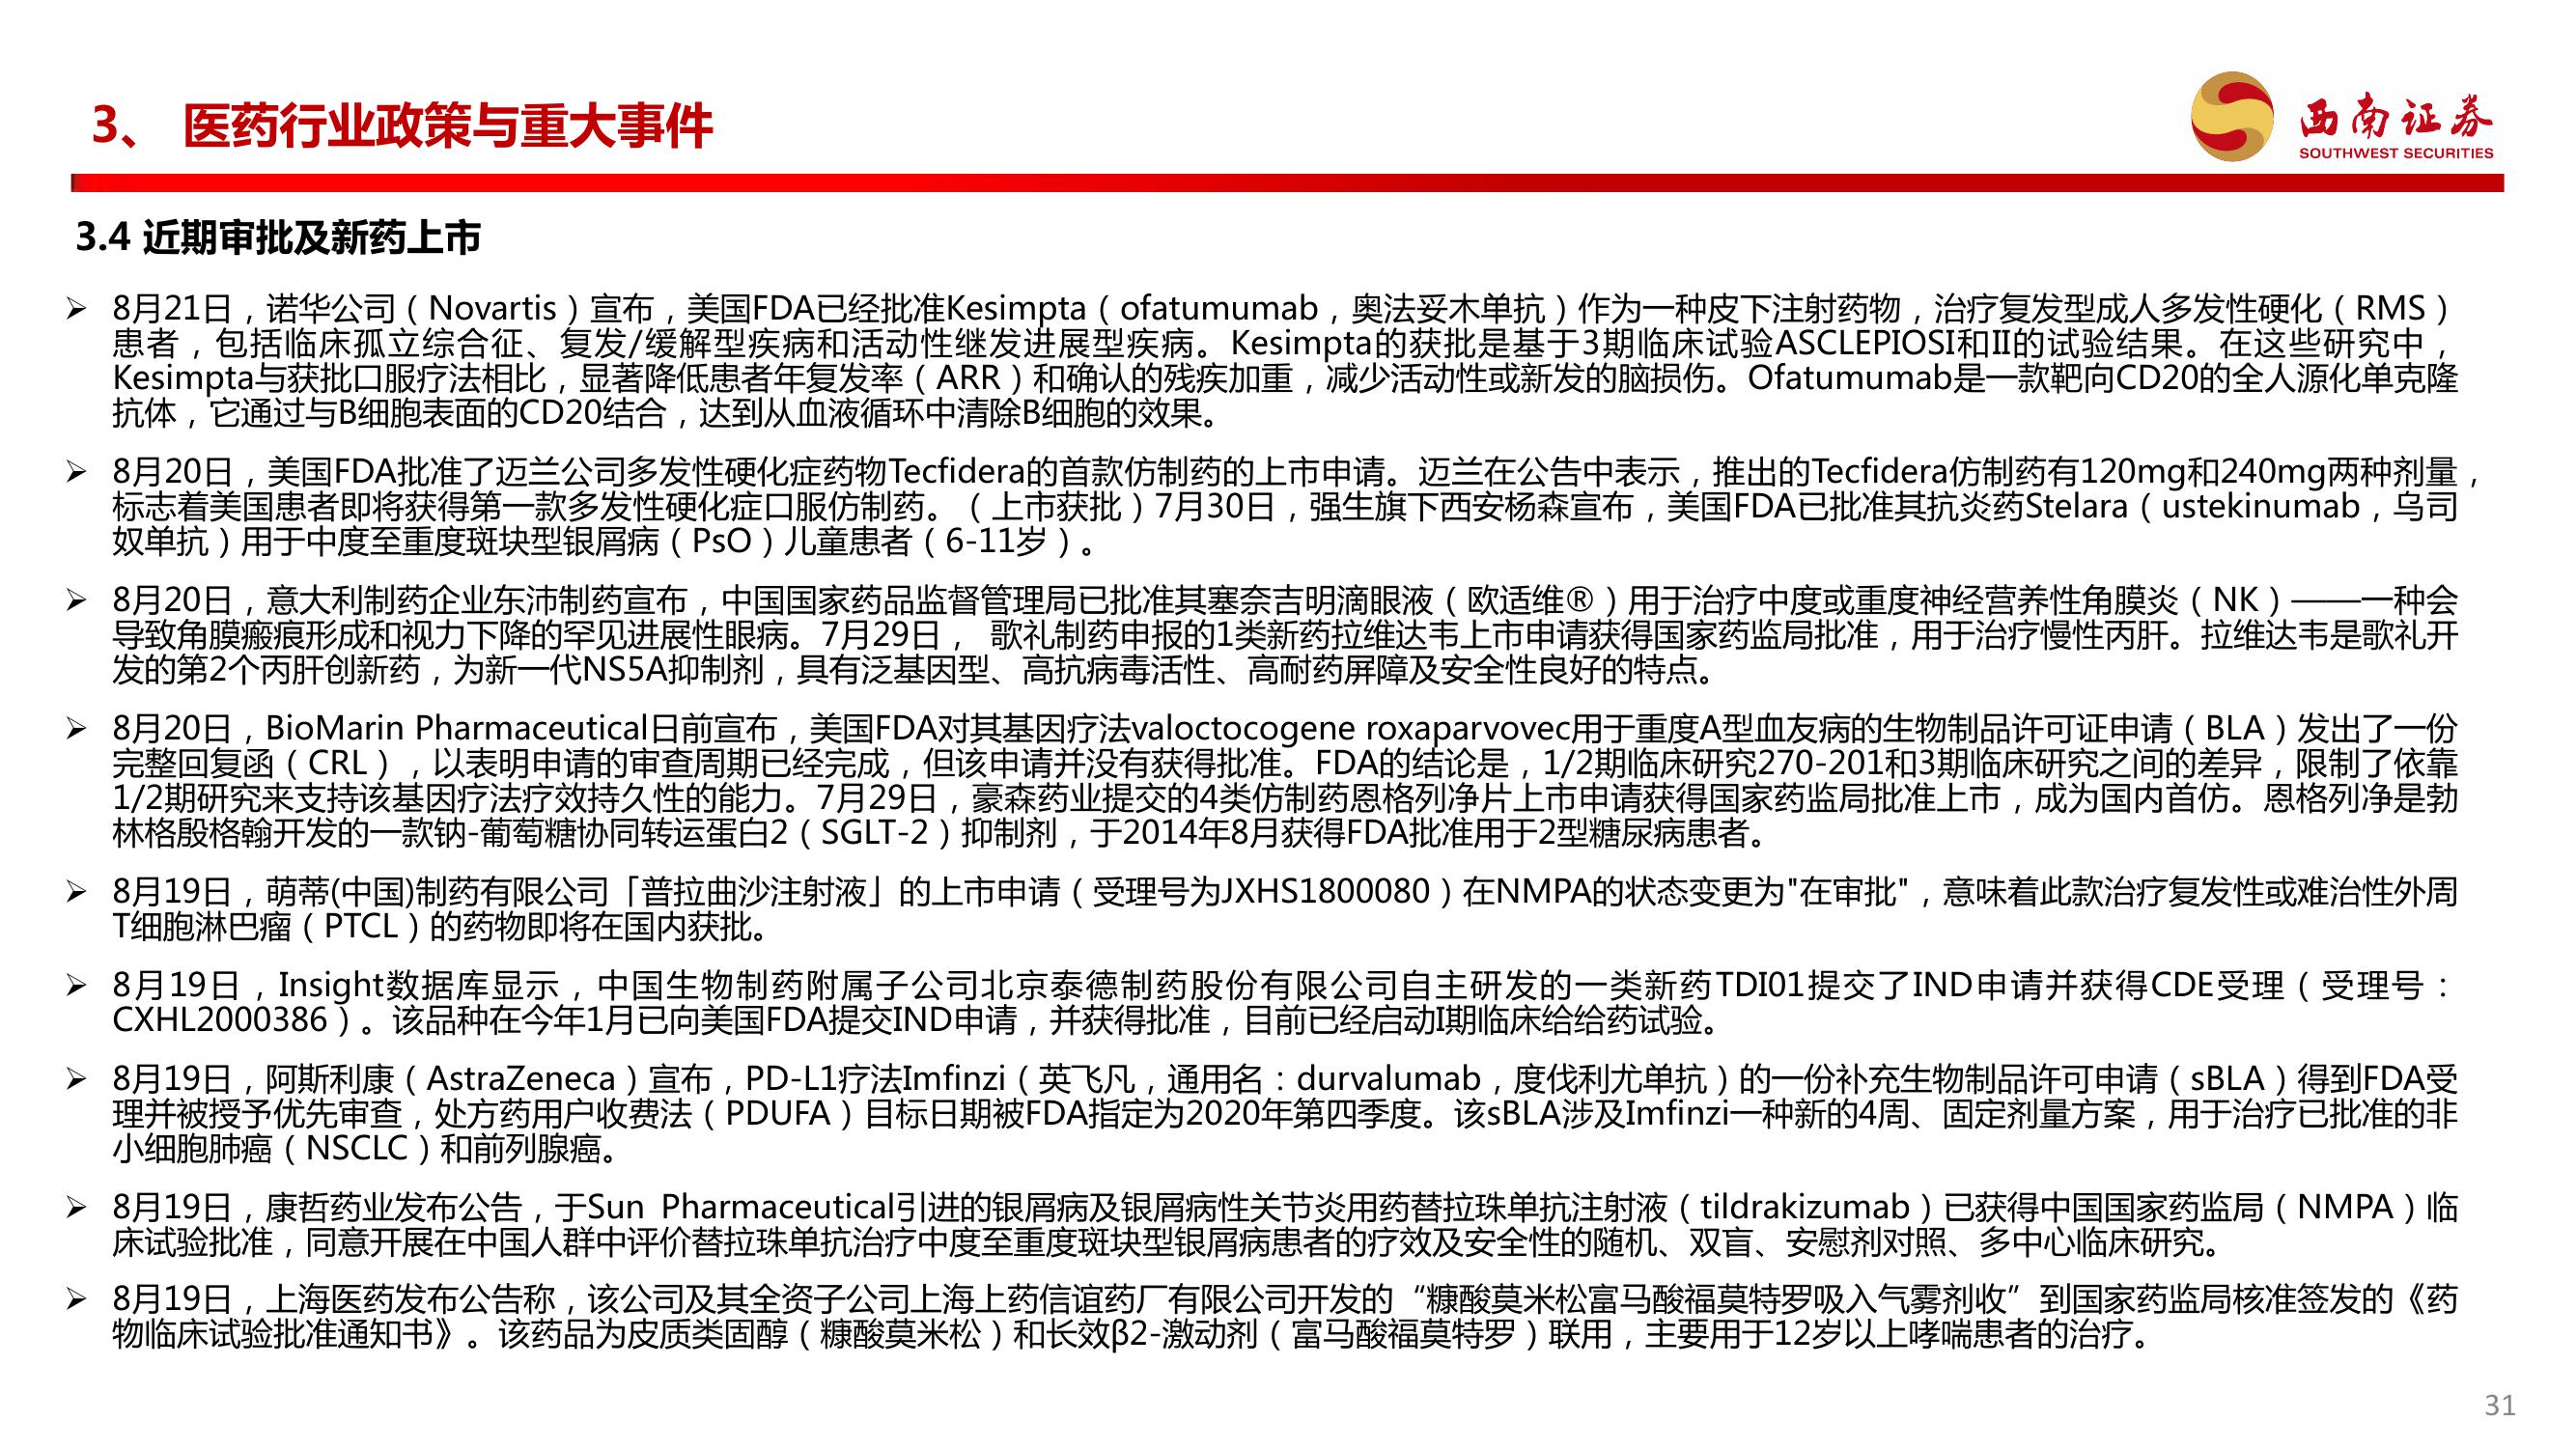 3、 医药行业政策与重大事件
西南证券
SOUTHWEST SECURITIES
3.4 近期审批及新药上市
➢ 8月21日，诺华公司（Novartis）宣布，美国FDA已经批准Kesimpta（ofatumumab，奥法妥木单抗）作为一种皮下注射药物，治疗复发型成人多发性硬化（RMS）
患者，包括临床孤立综合征、复发/缓解型疾病和活动性继发进展型疾病。Kesimpta的获批是基于3期临床试验ASCLEPIOSI和II的试验结果。在这些研究中，
Kesimpta与获批口服疗法相比，显著降低患者年复发率（ARR）和确认的残疾加重，减少活动性或新发的脑损伤。Ofatumumab是一款靶向CD20的全人源化单克隆
抗体，它通过与B细胞表面的CD20结合，达到从血液循环中清除B细胞的效果。
➢ 8月20日，美国FDA批准了迈兰公司多发性硬化症药物Tecfidera的首款仿制药的上市申请。迈兰在公告中表示，推出的Tecfidera仿制药有120mg和240mg两种剂量，
标志着美国患者即将获得第一款多发性硬化症口服仿制药。（上市获批）7月30日，强生旗下西安杨森宣布，美国FDA已批准其抗炎药Stelara（ustekinumab，乌司
奴单抗）用于中度至重度斑块型银屑病（PsO）儿童患者（6-11岁）。
➢ 8月20日，意大利制药企业东沛制药宣布，中国国家药品监督管理局已批准其塞奈吉明滴眼液（欧适维®）用于治疗中度或重度神经营养性角膜炎（NK）——一种会
导致角膜瘢痕形成和视力下降的罕见进展性眼病。7月29日， 歌礼制药申报的1类新药拉维达韦上市申请获得国家药监局批准，用于治疗慢性丙肝。拉维达韦是歌礼开
发的第2个丙肝创新药，为新一代NS5A抑制剂，具有泛基因型、高抗病毒活性、高耐药屏障及安全性良好的特点。
➢ 8月20日，BioMarin Pharmaceutical日前宣布，美国FDA对其基因疗法valoctocogene roxaparvovec用于重度A型血友病的生物制品许可证申请（BLA）发出了一份
完整回复函（CRL），以表明申请的审查周期已经完成，但该申请并没有获得批准。FDA的结论是，1/2期临床研究270-201和3期临床研究之间的差异，限制了依靠
1/2期研究来支持该基因疗法疗效持久性的能力。7月29日，豪森药业提交的4类仿制药恩格列净片上市申请获得国家药监局批准上市，成为国内首仿。恩格列净是勃
林格殷格翰开发的一款钠-葡萄糖协同转运蛋白2（SGLT-2）抑制剂，于2014年8月获得FDA批准用于2型糖尿病患者。
➢ 8月19日，萌蒂(中国)制药有限公司「普拉曲沙注射液」的上市申请（受理号为JXHS1800080）在NMPA的状态变更为"在审批"，意味着此款治疗复发性或难治性外周
T细胞淋巴瘤（PTCL）的药物即将在国内获批。
➢ 8月19日，Insight数据库显示，中国生物制药附属子公司北京泰德制药股份有限公司自主研发的一类新药TDI01提交了IND申请并获得CDE受理（受理号：
CXHL2000386）。该品种在今年1月已向美国FDA提交IND申请，并获得批准，目前已经启动I期临床给给药试验。
➢ 8月19日，阿斯利康（AstraZeneca）宣布，PD-L1疗法Imfinzi（英飞凡，通用名：durvalumab，度伐利尤单抗）的一份补充生物制品许可申请（sBLA）得到FDA受
理并被授予优先审查，处方药用户收费法（PDUFA）目标日期被FDA指定为2020年第四季度。该sBLA涉及Imfinzi一种新的4周、固定剂量方案，用于治疗已批准的非
小细胞肺癌（NSCLC）和前列腺癌。
➢ 8月19日，康哲药业发布公告，于Sun Pharmaceutical引进的银屑病及银屑病性关节炎用药替拉珠单抗注射液（tildrakizumab）已获得中国国家药监局（NMPA）临
床试验批准，同意开展在中国人群中评价替拉珠单抗治疗中度至重度斑块型银屑病患者的疗效及安全性的随机、双盲、安慰剂对照、多中心临床研究。
➢ 8月19日，上海医药发布公告称，该公司及其全资子公司上海上药信谊药厂有限公司开发的“糠酸莫米松富马酸福莫特罗吸入气雾剂收”到国家药监局核准签发的《药
物临床试验批准通知书》。该药品为皮质类固醇（糠酸莫米松）和长效β2-激动剂（富马酸福莫特罗）联用，主要用于12岁以上哮喘患者的治疗。
31